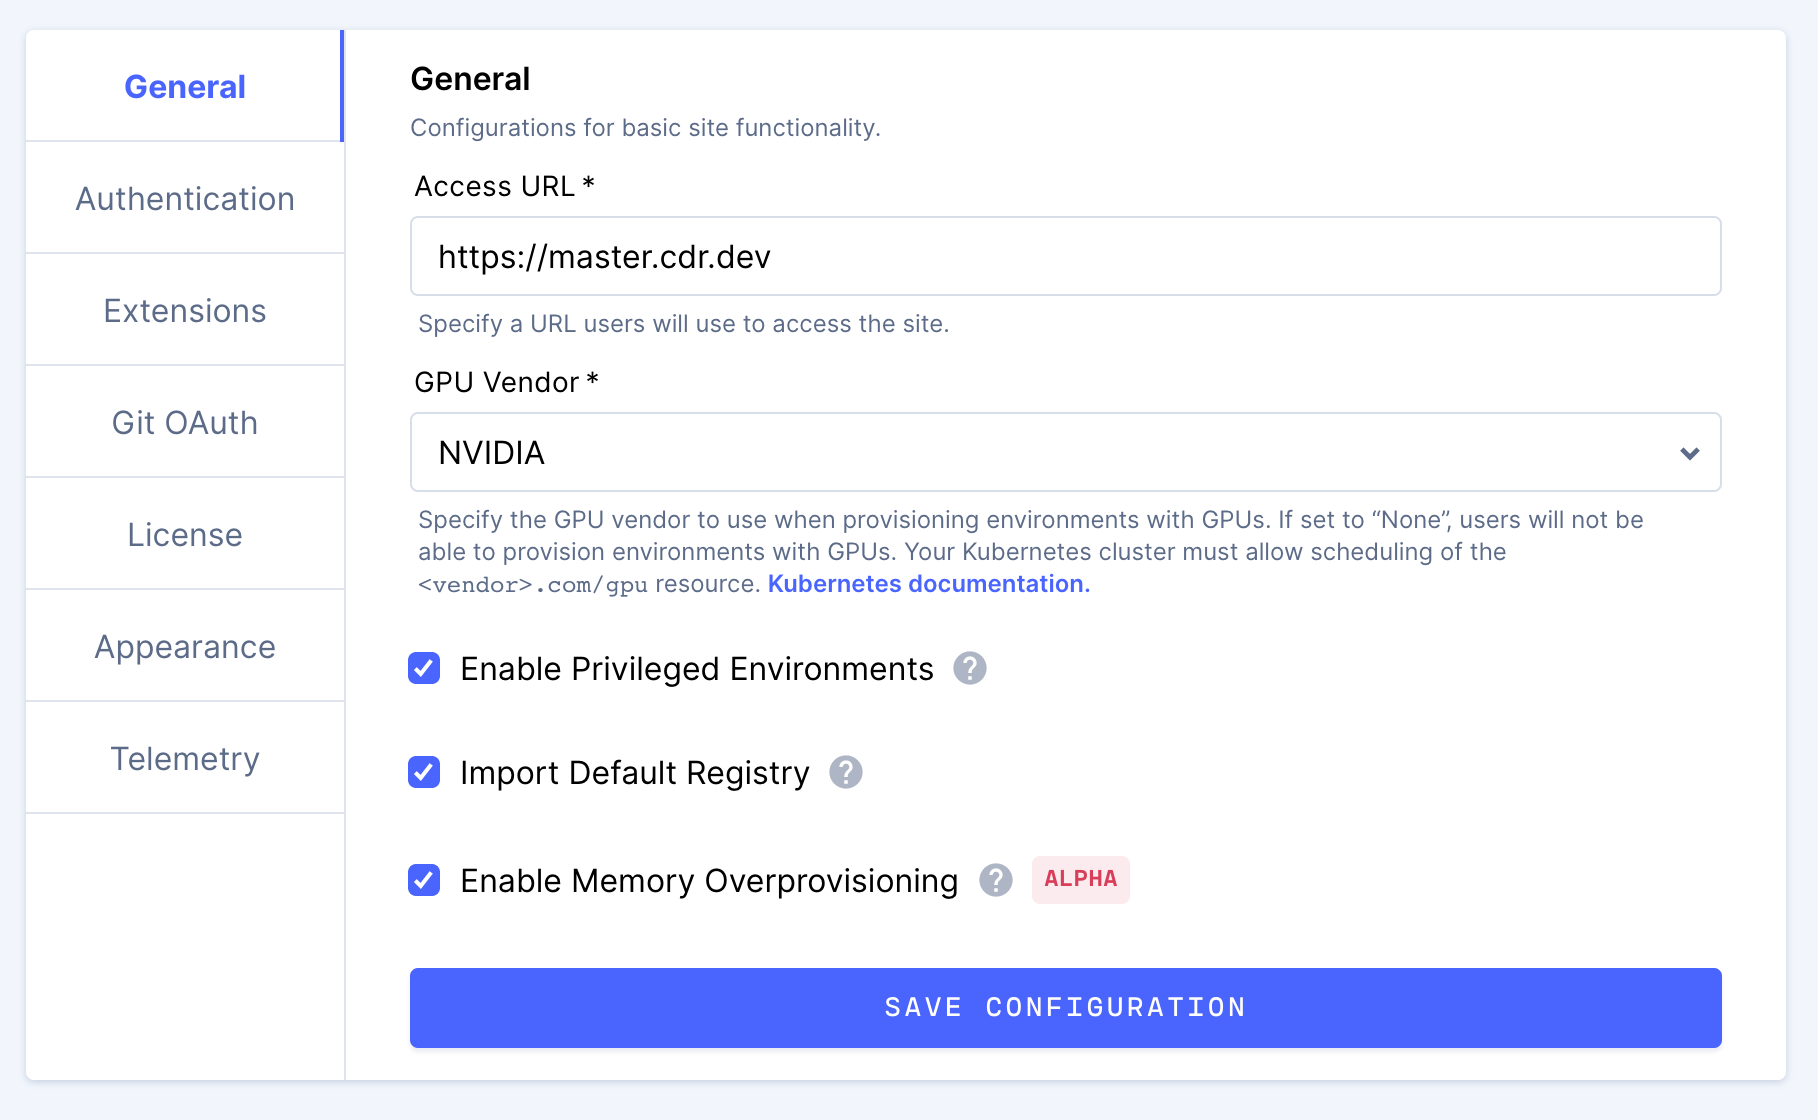 General
Authentication
Extensions
Git OAuth
License
Appearance
Telemetry
General
Configurations for basic site functionality.
Access URL *
https://master.cdr.dev
Specify a URL users will use to access the site.
GPU Vendor *
NVIDIA
Specify the GPU vendor to use when provisioning environments with GPUs. If set to “None”, users will not be
able to provision environments with GPUs. Your Kubernetes cluster must allow scheduling of the
<vendor>.com/gpu resource. Kubernetes documentation.
Enable Privileged Environments ?
Import Default Registry ?
Enable Memory Overprovisioning ? ALPHA
SAVE CONFIGURATION